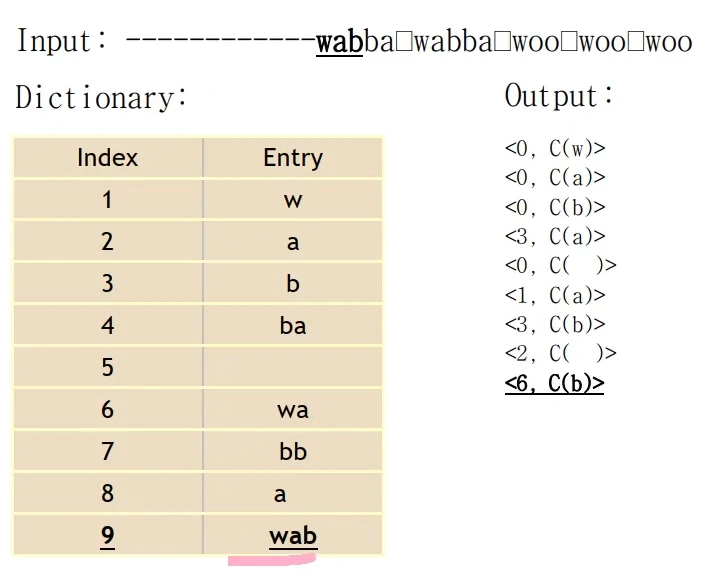 Input: ------------wabba□wabba□woo□woo□woo
Dictionary:
Output:
Index Entry
1 w
2 a
3 b
4 ba
5
6 wa
7 bb
8 a
9 wab
<0, C(w)>
<0, C(a)>
<0, C(b)>
<3, C(a)>
<0, C( )>
<1, C(a)>
<3, C(b)>
<2, C( )>
<6, C(b)>